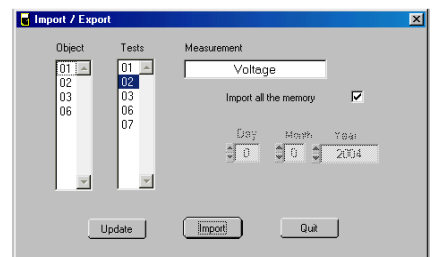 Import / Export
Object Tests Measurement
01 01 Voltage
02 02
03 03 Import all the memory
06 06
07
Day Month Year
0 0 2004
Update Import Quit